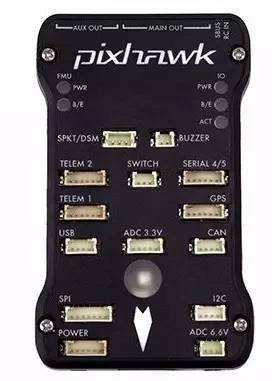 AUX OUT MAIN OUT
SBUS
RC IN
pixhawk
FMU IO
PWR PWR
B/E B/E
ACT
SPKT/DSM BUZZER
TELEM 2 SWITCH SERIAL 4/5
TELEM 1 GPS
USB ADC 3.3V CAN
SPI I2C
POWER ADC 6.6V